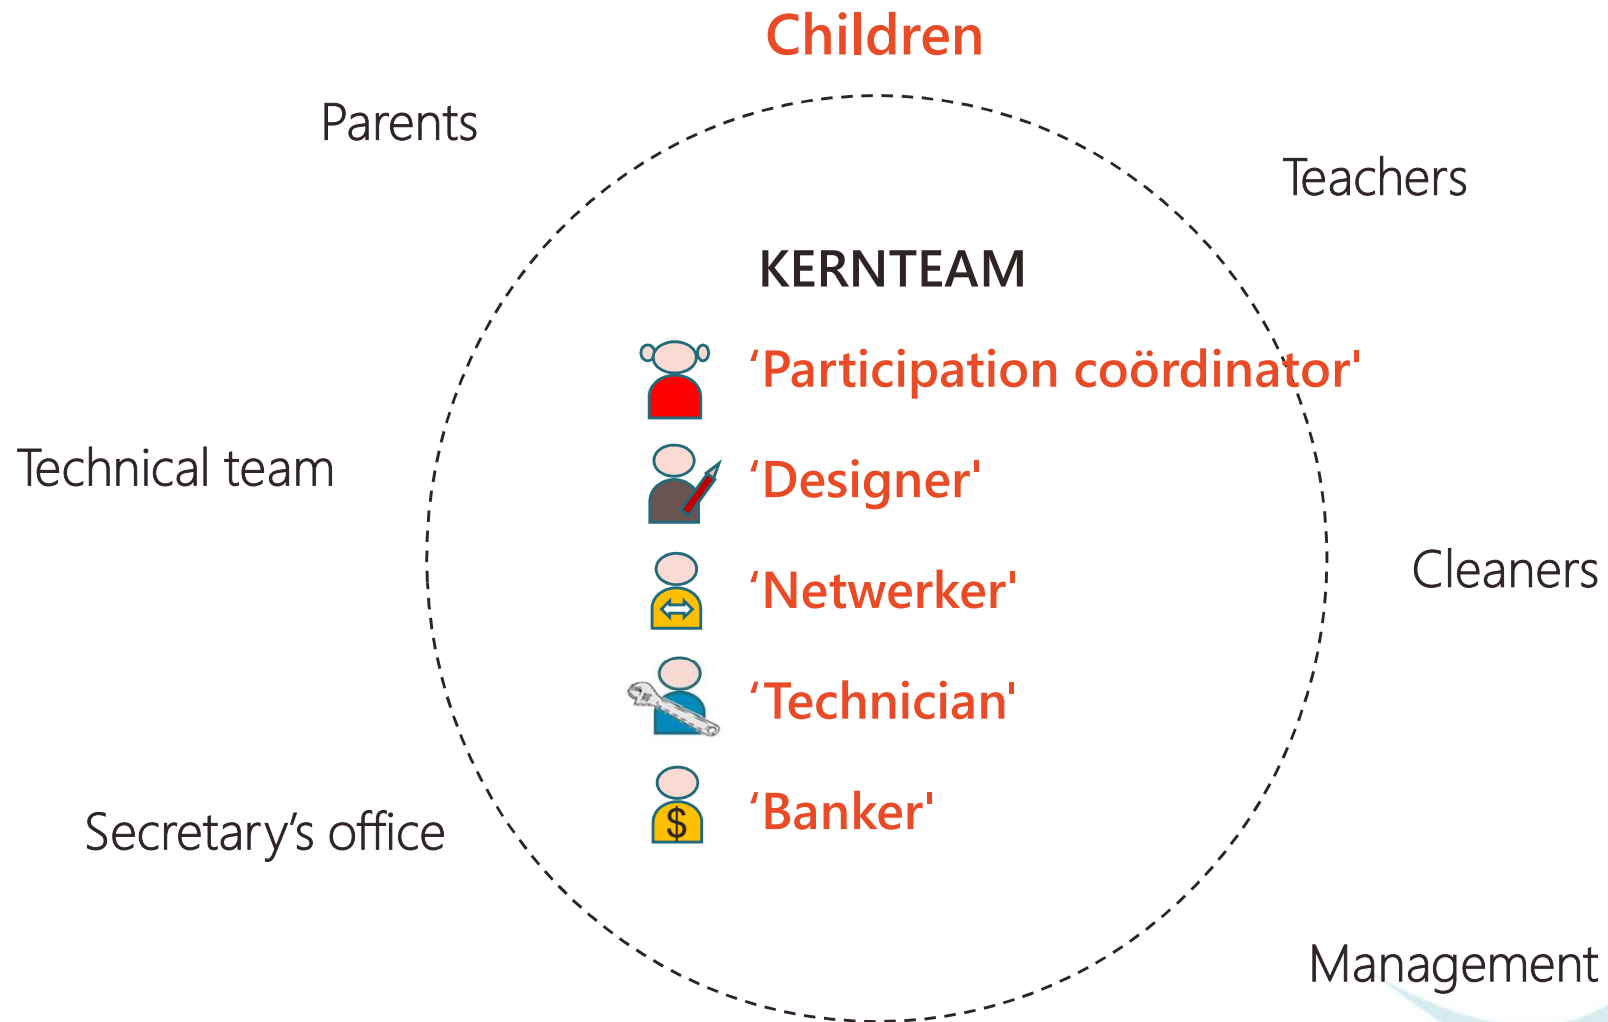 Children
Parents
Teachers
KERNTEAM
‘Participation coördinator'
Technical team
‘Designer'
Cleaners
‘Netwerker'
‘Technician'
Secretary’s office
‘Banker'
$
Management